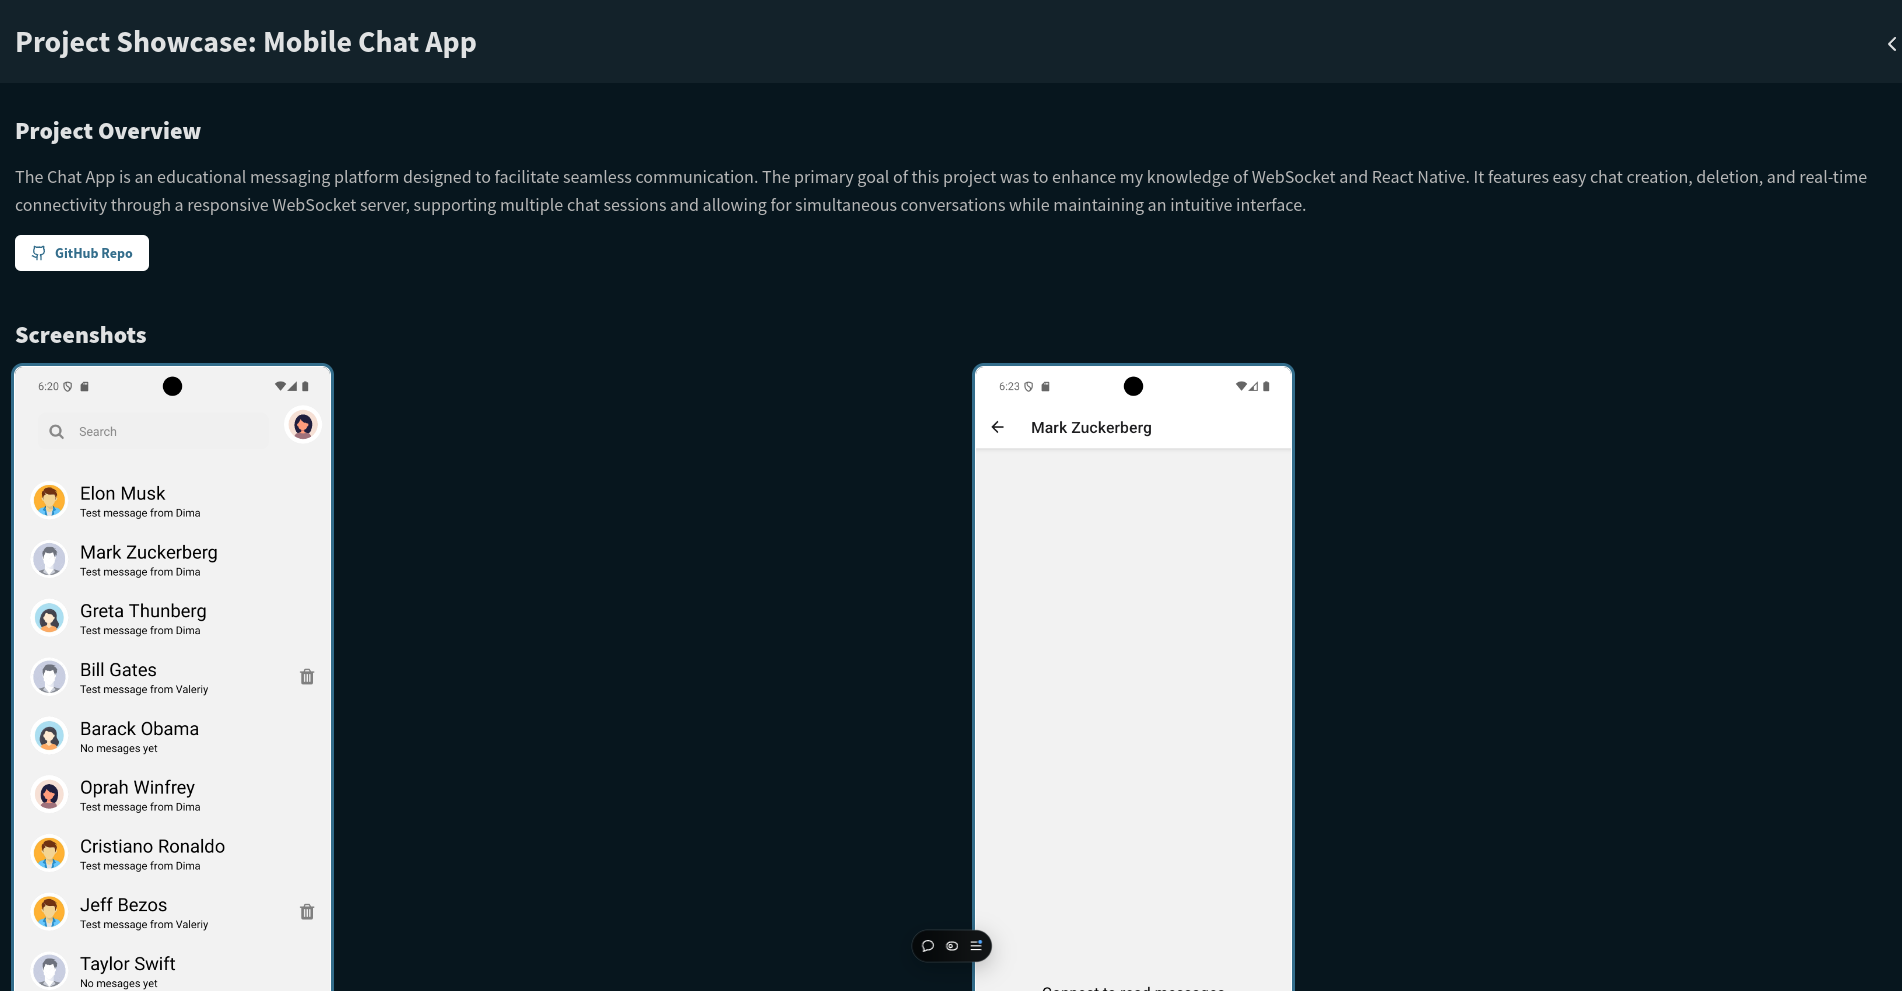 Project Showcase: Mobile Chat App
Project Overview
The Chat App is an educational messaging platform designed to facilitate seamless communication. The primary goal of this project was to enhance my knowledge of WebSocket and React Native. It features easy chat creation, deletion, and real-time
connectivity through a responsive WebSocket server, supporting multiple chat sessions and allowing for simultaneous conversations while maintaining an intuitive interface.
GitHub Repo
Screenshots
6:20
Search
Elon Musk
Test message from Dima
Mark Zuckerberg
Test message from Dima
Greta Thunberg
Test message from Dima
Bill Gates
Test message from Valeriy
Barack Obama
No mesages yet
Oprah Winfrey
Test message from Dima
Cristiano Ronaldo
Test message from Dima
Jeff Bezos
Test message from Valeriy
Taylor Swift
No mesages yet
6:23
Mark Zuckerberg
Connect to read messages